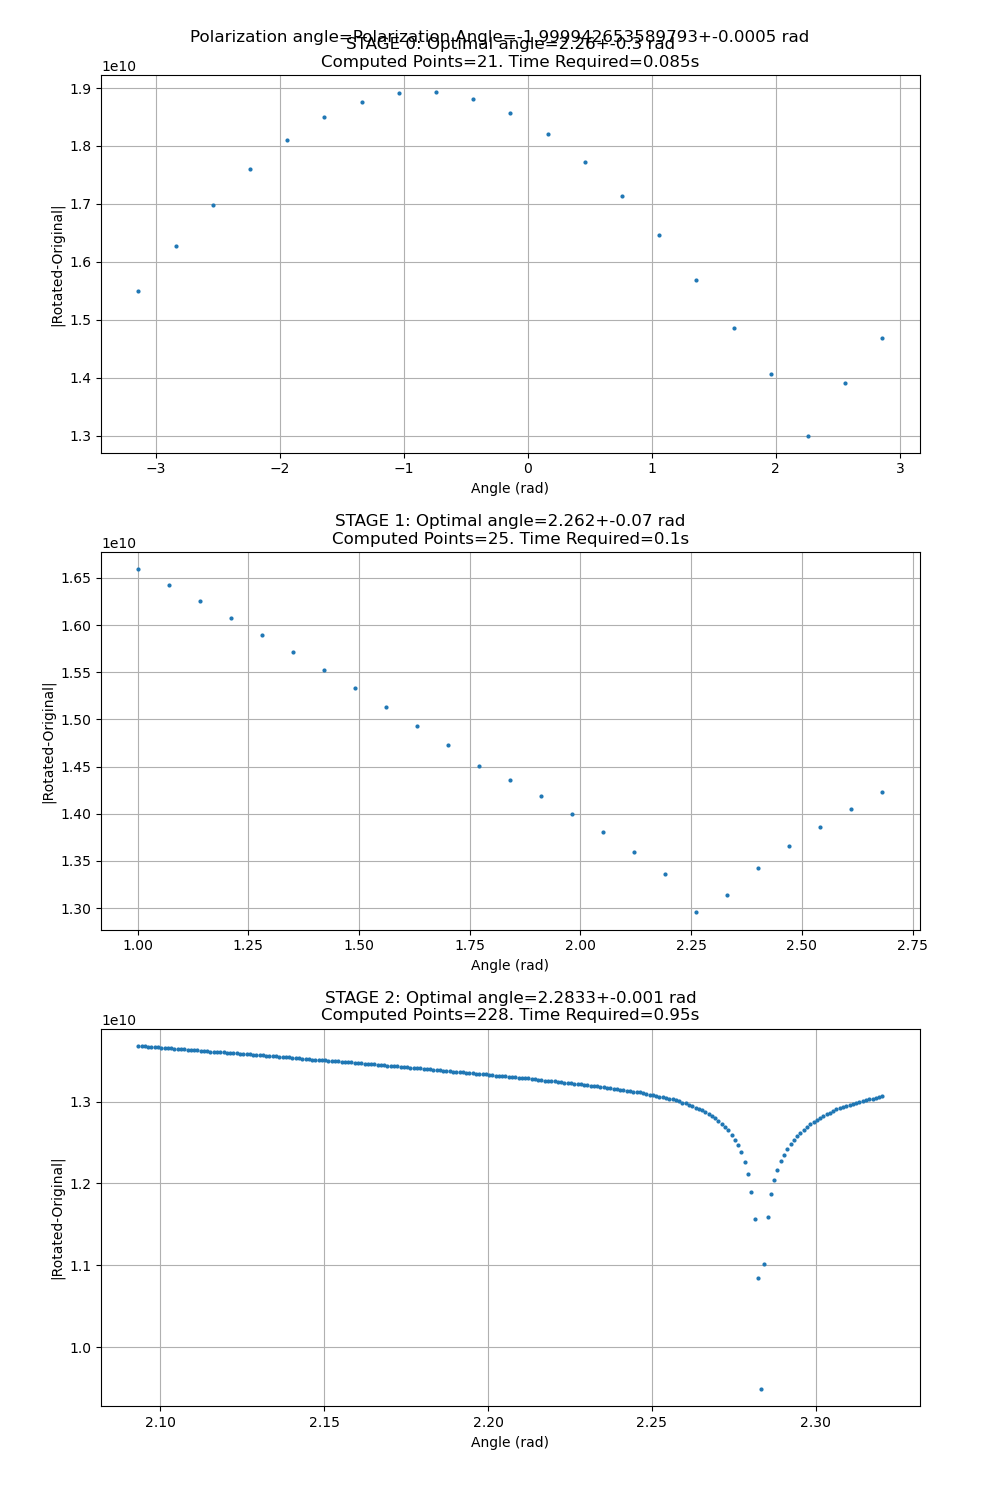 Polarization angle=Polarization Angle=-1.999942653589793+-0.0005 rad
STAGE 0: Optimal angle=2.26+-0.3 rad
Computed Points=21. Time Required=0.085s
1e10
1.9
1.8
1.7
1.6
1.5
1.4
1.3
|Rotated-Original|
−3 −2 −1 0 1 2 3
Angle (rad)
STAGE 1: Optimal angle=2.262+-0.07 rad
Computed Points=25. Time Required=0.1s
1e10
1.65
1.60
1.55
1.50
1.45
1.40
1.35
1.30
|Rotated-Original|
1.00 1.25 1.50 1.75 2.00 2.25 2.50 2.75
Angle (rad)
STAGE 2: Optimal angle=2.2833+-0.001 rad
Computed Points=228. Time Required=0.95s
1e10
1.3
1.2
1.1
1.0
|Rotated-Original|
2.10 2.15 2.20 2.25 2.30
Angle (rad)